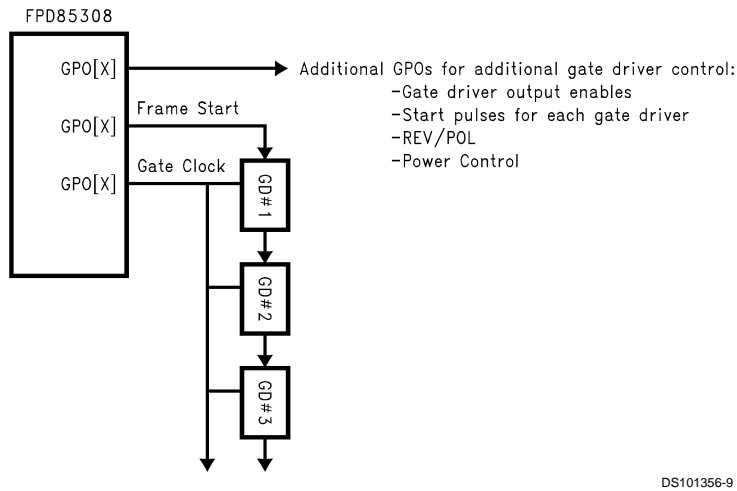 FPD85308
GPO[X]
Additional GPOs for additional gate driver control:
-Gate driver output enables
-Start pulses for each gate driver
-REV/POL
-Power Control
Frame Start
GPO[X]
Gate Clock
GPO[X]
GD#1
GD#2
GD#3
DS101356-9